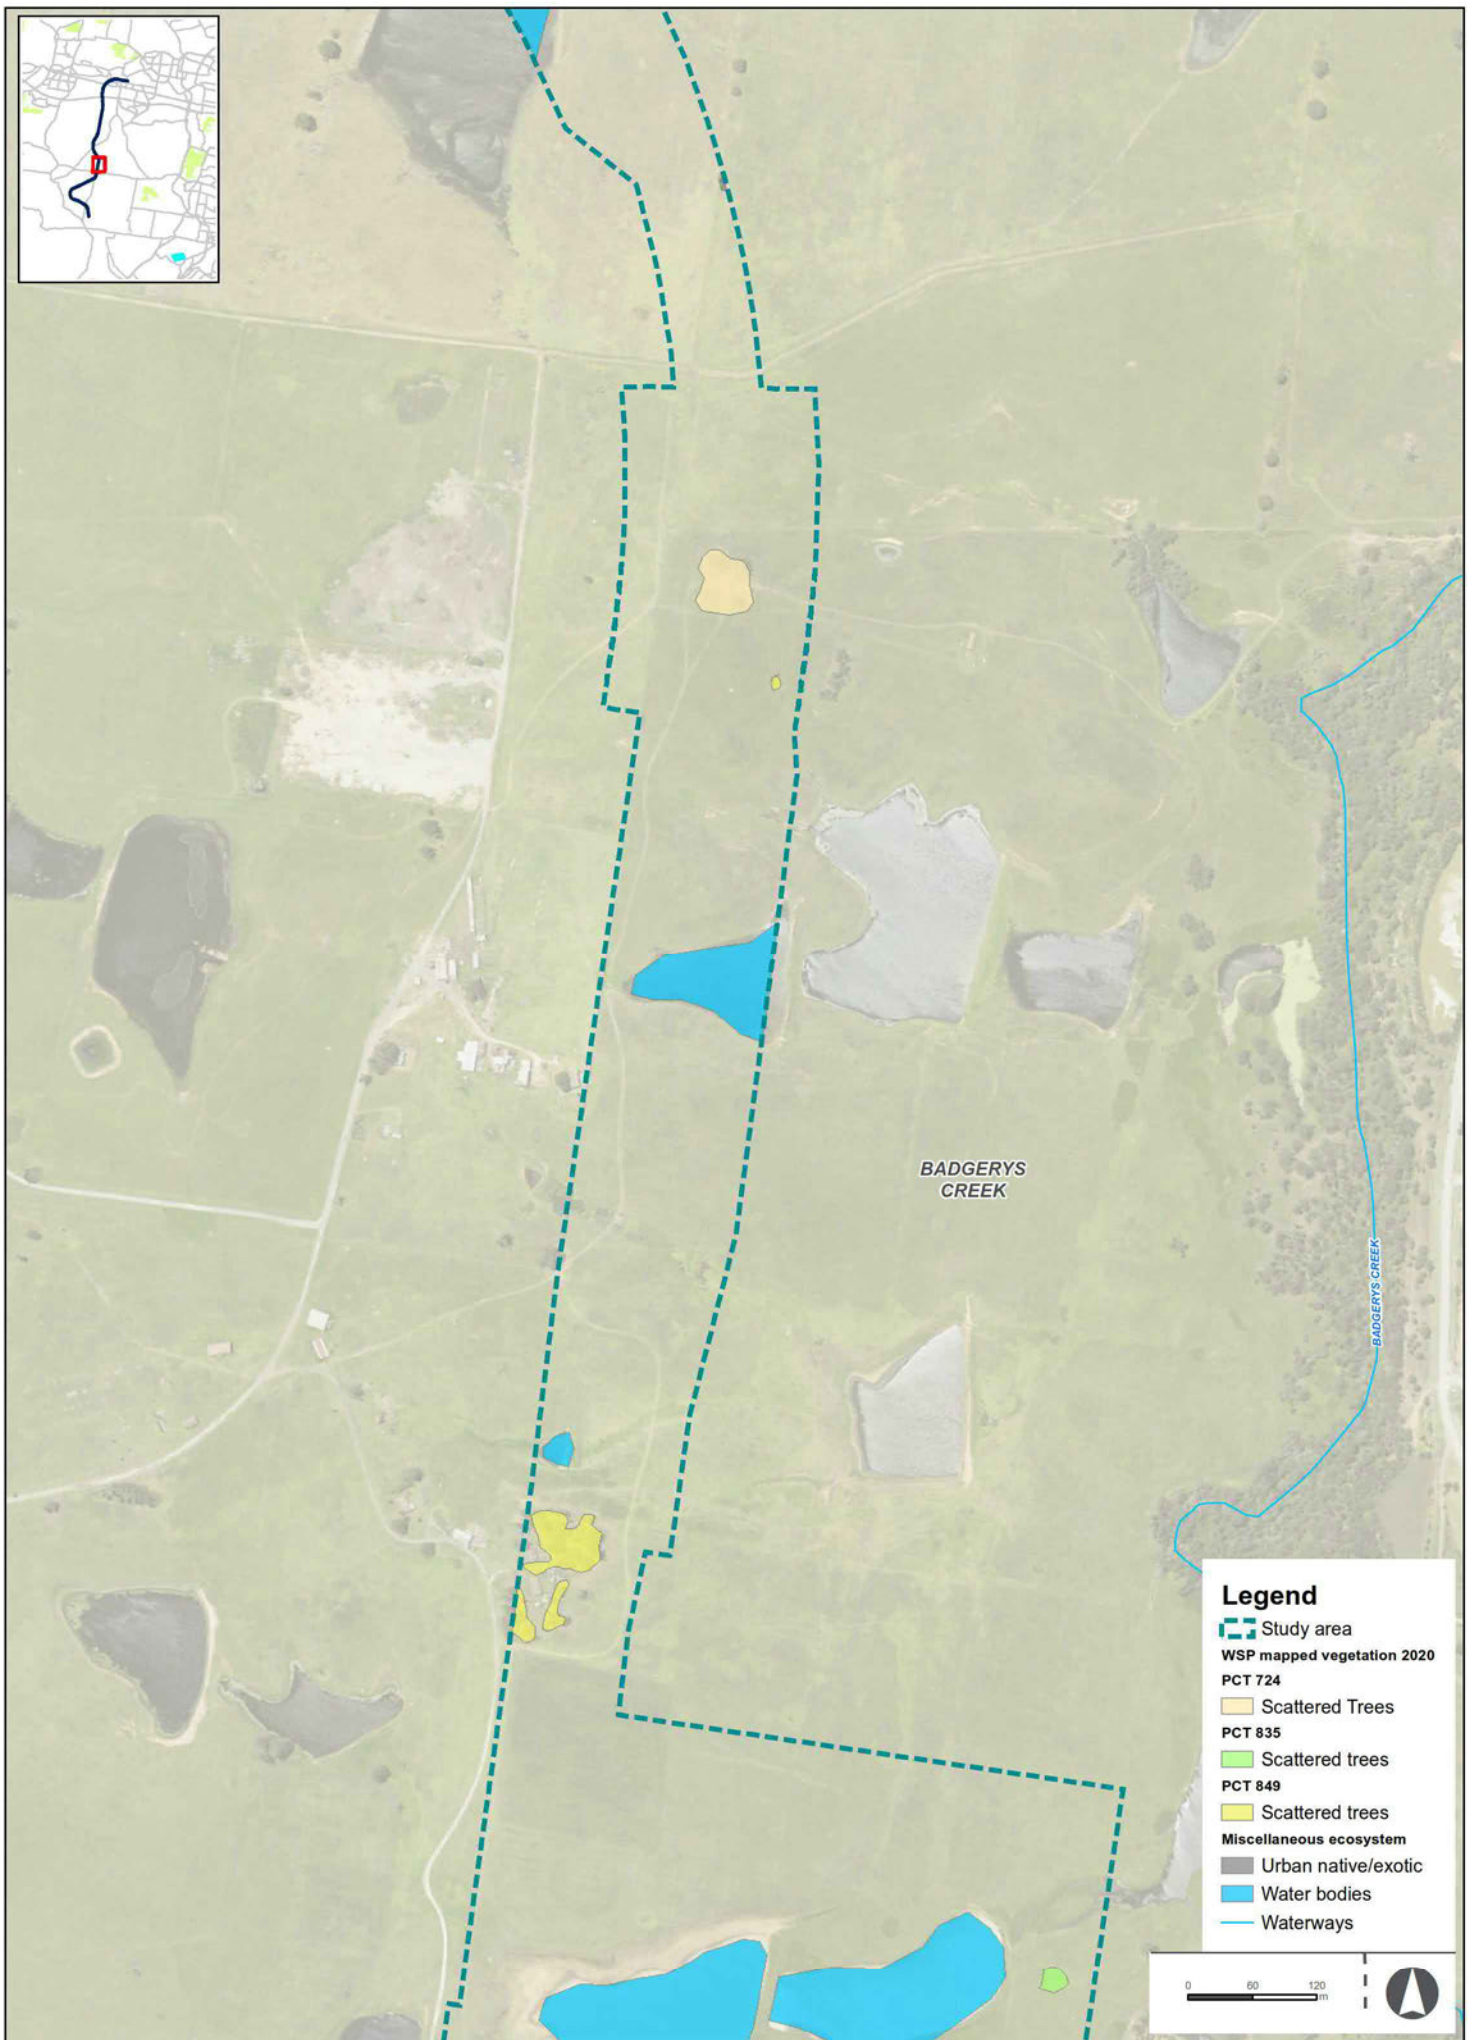 BADGERYS
CREEK
BADGERYS CREEK
Legend
Study area
WSP mapped vegetation 2020
PCT 724
Scattered Trees
PCT 835
Scattered trees
PCT 849
Scattered trees
Miscellaneous ecosystem
Urban native/exotic
Water bodies
Waterways
0 60 120
m